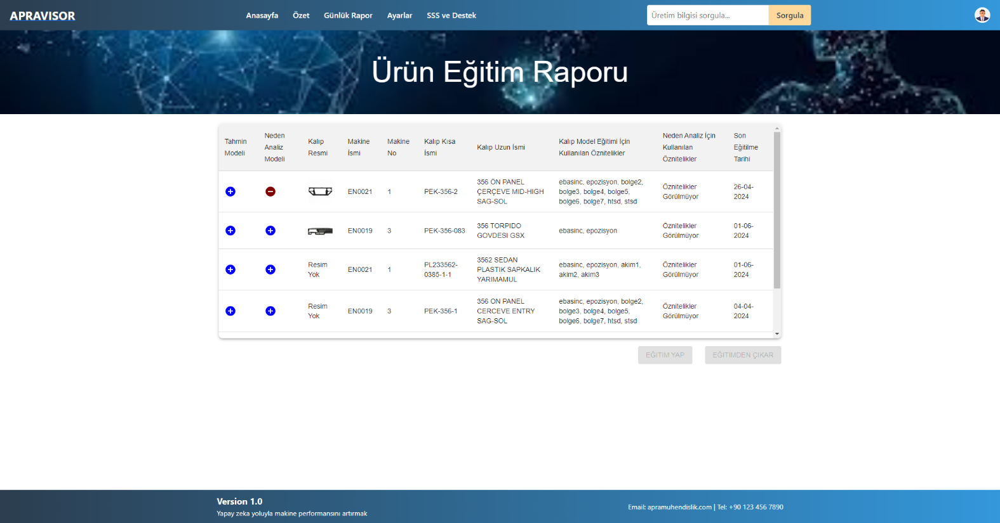 APRAVISOR
Anasayfa
Özet
Günlük Rapor
Ayarlar
SSS ve Destek
Üretim bilgisi sorgula...
Sorgula
Ürün Eğitim Raporu
Tahmin
Modeli
Neden
Analiz
Modeli
Kalıp
Resmi
Makine
İsmi
Makine
No
Kalıp Kısa
İsmi
Kalıp Uzun İsmi
Kalıp Model Eğitimi İçin
Kullanılan Öznitelikler
Neden Analiz İçin
Kullanılan
Öznitelikler
Son
Eğitilme
Tarihi
EN0021
1
PEK-356-2
356 ÖN PANEL
ÇERÇEVE MID-HIGH
SAG-SOL
ebasinc, epozisyon, bolge2,
bolge3, bolge4, bolge5,
bolge6, bolge7, htsd, stsd
Öznitelikler
Görülmüyor
26-04-
2024
EN0019
3
PEK-356-083
356 TORPIDO
GOVDESI GSX
ebasinc, epozisyon
Öznitelikler
Görülmüyor
01-06-
2024
Resim
Yok
EN0021
1
PL233562-
0385-1-1
3562 SEDAN
PLASTIK SAPKALIK
YARIMAMUL
ebasinc, epozisyon, akim1,
akim2, akim3
Öznitelikler
Görülmüyor
01-06-
2024
Resim
Yok
EN0019
3
PEK-356-1
356 ON PANEL
CERCEVE ENTRY
SAG-SOL
ebasinc, epozisyon, bolge2,
bolge3, bolge4, bolge5,
bolge6, bolge7, htsd, stsd
Öznitelikler
Görülmüyor
04-04-
2024
EĞITIM YAP
EĞITIMDEN ÇIKAR
Version 1.0
Yapay zeka yoluyla makine performansını artırmak
Email: apramuhendislik.com | Tel: +90 123 456 7890